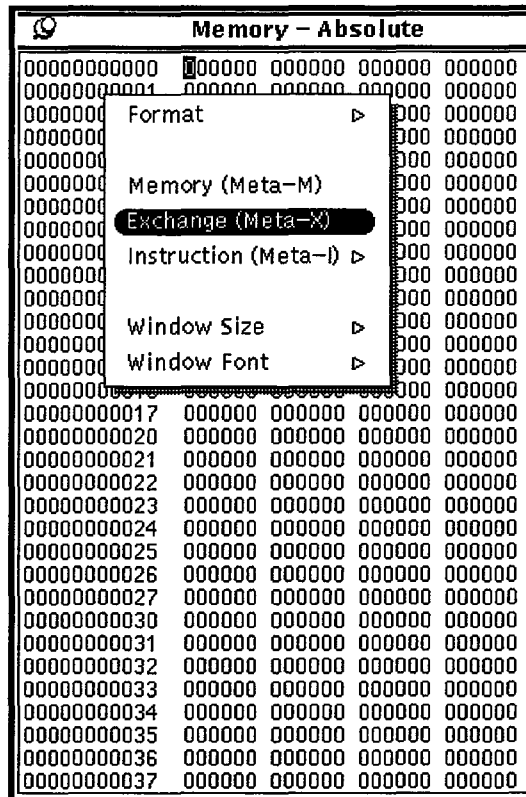 Memory – Absolute
00000000000 000000 000000 000000 000000
00000000001 000000 000000 000000 000000
Format
Memory (Meta–M)
Exchange (Meta–X)
Instruction (Meta–I)
Window Size
Window Font
00000000017 000000 000000 000000 000000
00000000020 000000 000000 000000 000000
00000000021 000000 000000 000000 000000
00000000022 000000 000000 000000 000000
00000000023 000000 000000 000000 000000
00000000024 000000 000000 000000 000000
00000000025 000000 000000 000000 000000
00000000026 000000 000000 000000 000000
00000000027 000000 000000 000000 000000
00000000030 000000 000000 000000 000000
00000000031 000000 000000 000000 000000
00000000032 000000 000000 000000 000000
00000000033 000000 000000 000000 000000
00000000034 000000 000000 000000 000000
00000000035 000000 000000 000000 000000
00000000036 000000 000000 000000 000000
00000000037 000000 000000 000000 000000